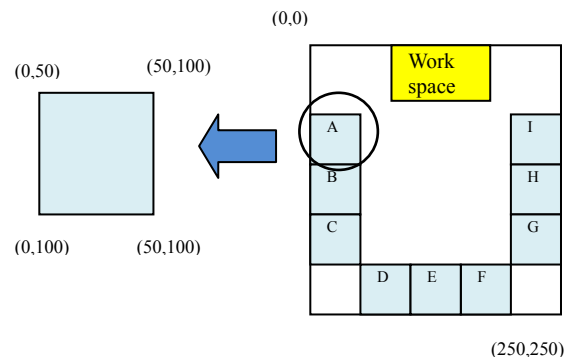 (0,0)
(0,50)
(50,100)
Work
space
A
I
B
H
C
G
(0,100)
(50,100)
D
E
F
(250,250)